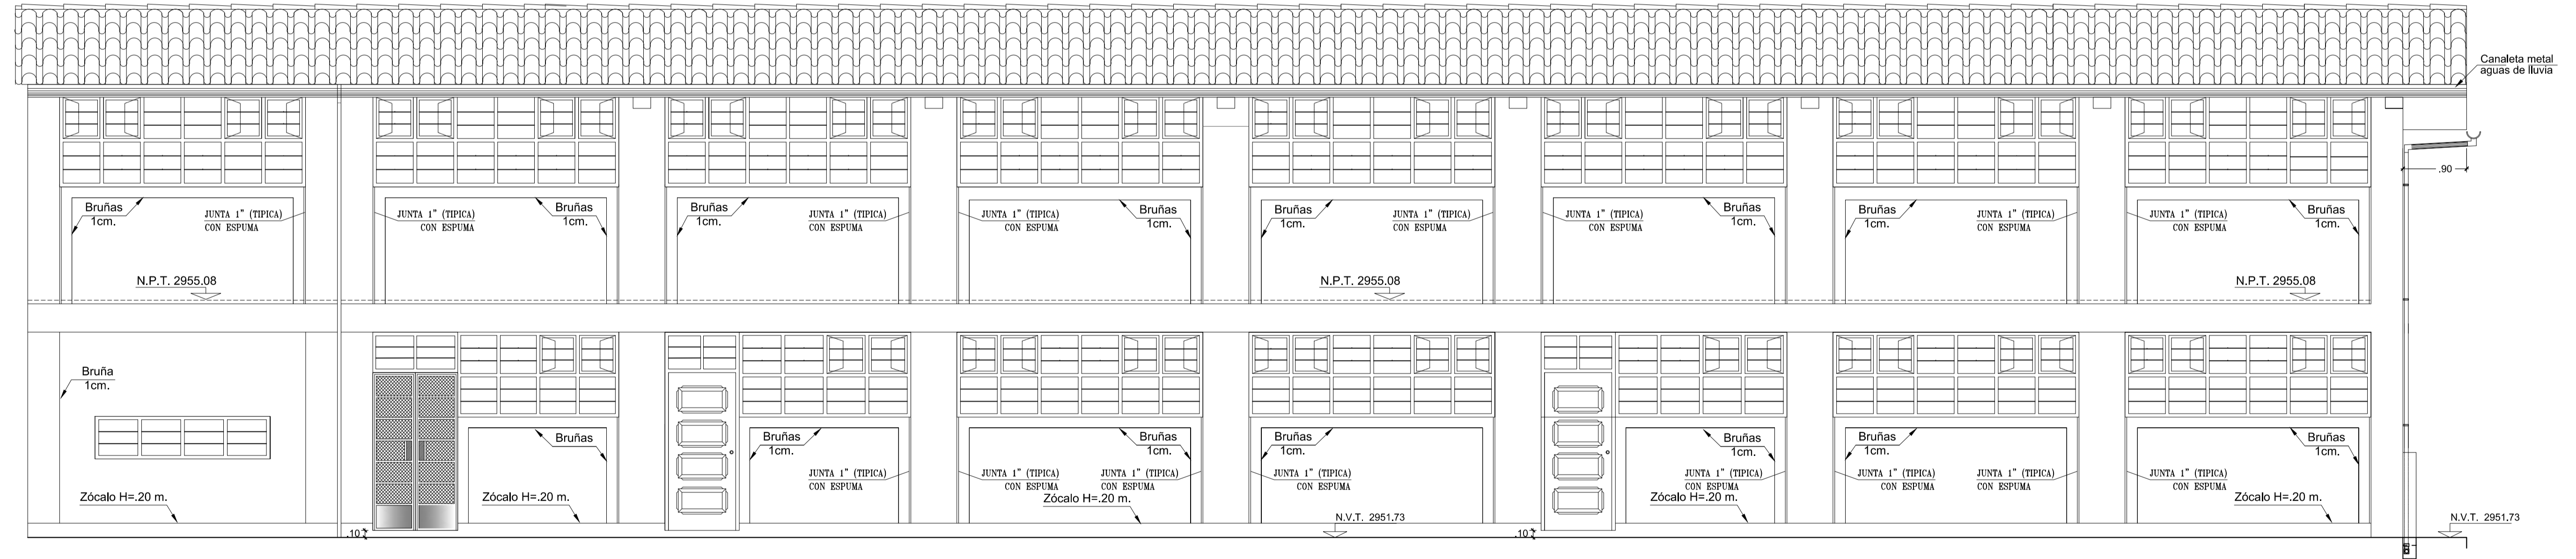 Canaleta metal
aguas de lluvia
.90
Bruñas
1cm.
JUNTA 1" (TIPICA)
CON ESPUMA
JUNTA 1" (TIPICA)
CON ESPUMA
Bruñas
1cm.
Bruñas
1cm.
JUNTA 1" (TIPICA)
CON ESPUMA
JUNTA 1" (TIPICA)
CON ESPUMA
Bruñas
1cm.
Bruñas
1cm.
JUNTA 1" (TIPICA)
CON ESPUMA
JUNTA 1" (TIPICA)
CON ESPUMA
Bruñas
1cm.
Bruñas
1cm.
JUNTA 1" (TIPICA)
CON ESPUMA
JUNTA 1" (TIPICA)
CON ESPUMA
Bruñas
1cm.
N.P.T. 2955.08
N.P.T. 2955.08
N.P.T. 2955.08
Bruña
1cm.
Zócalo H=.20 m.
Bruñas
Zócalo H=.20 m.
Bruñas
1cm.
JUNTA 1" (TIPICA)
CON ESPUMA
JUNTA 1" (TIPICA)
CON ESPUMA
Bruñas
1cm.
JUNTA 1" (TIPICA)
CON ESPUMA
Zócalo H=.20 m.
Bruñas
1cm.
JUNTA 1" (TIPICA)
CON ESPUMA
Bruñas
1cm.
JUNTA 1" (TIPICA)
CON ESPUMA
Zócalo H=.20 m.
Bruñas
1cm.
JUNTA 1" (TIPICA)
CON ESPUMA
JUNTA 1" (TIPICA)
CON ESPUMA
JUNTA 1" (TIPICA)
CON ESPUMA
Bruñas
1cm.
Zócalo H=.20 m.
N.V.T. 2951.73
N.V.T. 2951.73
.10
.10